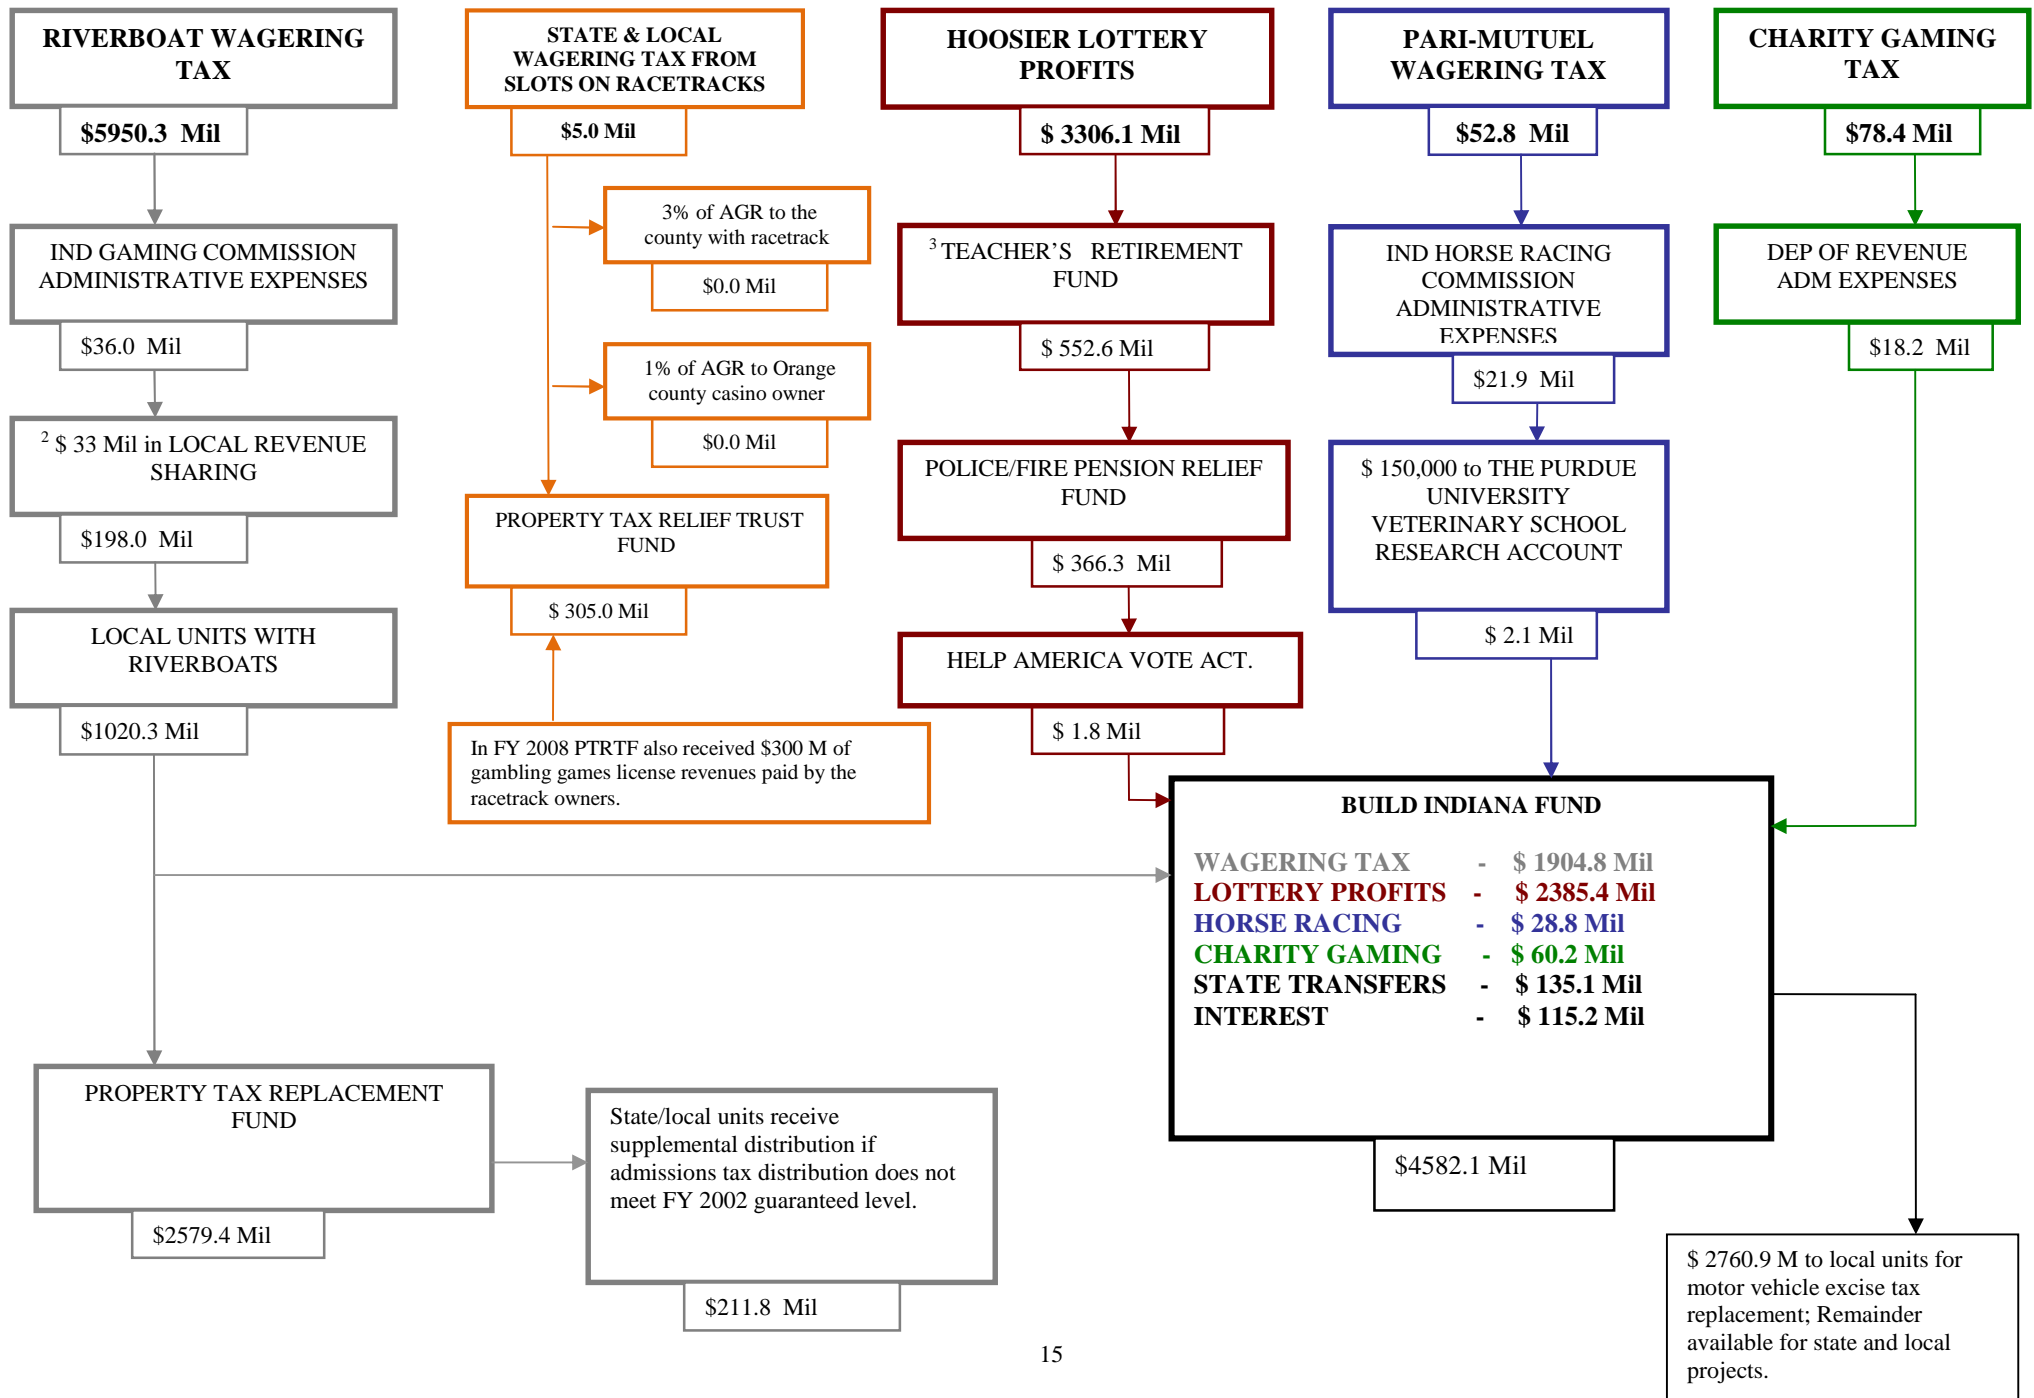 RIVERBOAT WAGERING
TAX
$5950.3 Mil
IND GAMING COMMISSION
ADMINISTRATIVE EXPENSES
$36.0 Mil
2 $ 33 Mil in LOCAL REVENUE
SHARING
$198.0 Mil
LOCAL UNITS WITH
RIVERBOATS
$1020.3 Mil
PROPERTY TAX REPLACEMENT
FUND
$2579.4 Mil
State/local units receive
supplemental distribution if
admissions tax distribution does not
meet FY 2002 guaranteed level.
$211.8 Mil
STATE & LOCAL
WAGERING TAX FROM
SLOTS ON RACETRACKS
$5.0 Mil
3% of AGR to the
county with racetrack
$0.0 Mil
1% of AGR to Orange
county casino owner
$0.0 Mil
PROPERTY TAX RELIEF TRUST
FUND
$ 305.0 Mil
In FY 2008 PTRTF also received $300 M of
gambling games license revenues paid by the
racetrack owners.
HOOSIER LOTTERY
PROFITS
$ 3306.1 Mil
3 TEACHER'S RETIREMENT
FUND
$ 552.6 Mil
POLICE/FIRE PENSION RELIEF
FUND
$ 366.3 Mil
HELP AMERICA VOTE ACT.
$ 1.8 Mil
PARI-MUTUEL
WAGERING TAX
$52.8 Mil
IND HORSE RACING
COMMISSION
ADMINISTRATIVE
EXPENSES
$21.9 Mil
$ 150,000 to THE PURDUE
UNIVERSITY
VETERINARY SCHOOL
RESEARCH ACCOUNT
$ 2.1 Mil
CHARITY GAMING
TAX
$78.4 Mil
DEP OF REVENUE
ADM EXPENSES
$18.2 Mil
BUILD INDIANA FUND
WAGERING TAX - $ 1904.8 Mil
LOTTERY PROFITS - $ 2385.4 Mil
HORSE RACING - $ 28.8 Mil
CHARITY GAMING - $ 60.2 Mil
STATE TRANSFERS - $ 135.1 Mil
INTEREST - $ 115.2 Mil
$4582.1 Mil
$ 2760.9 M to local units for
motor vehicle excise tax
replacement; Remainder
available for state and local
projects.
15